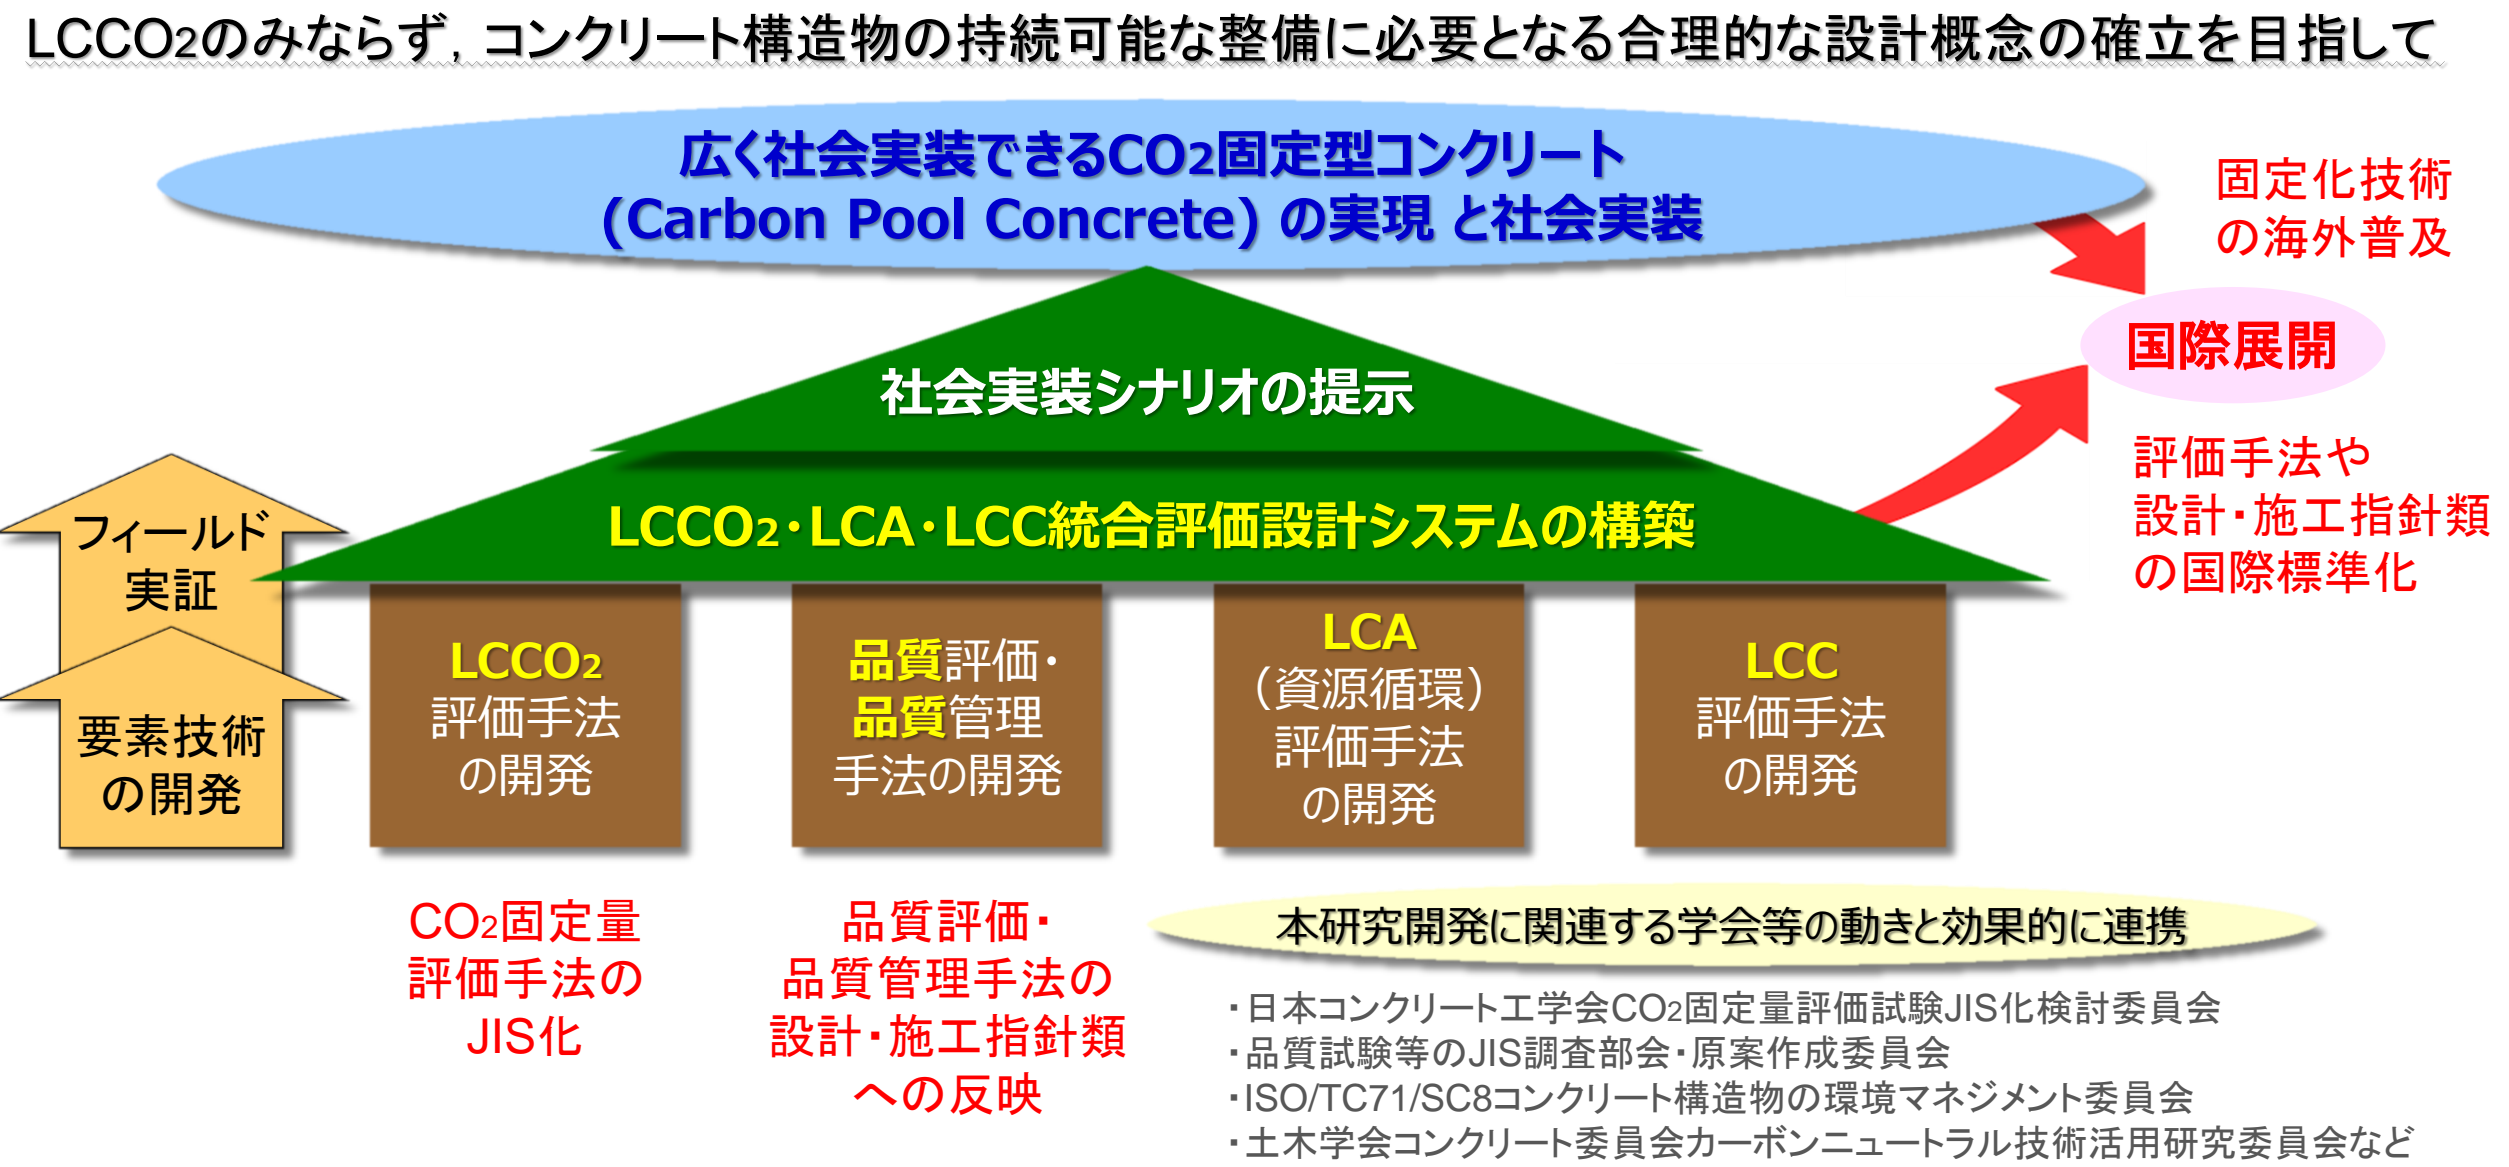 LCCO2のみならず，コンクリート構造物の持続可能な整備に必要となる合理的な設計概念の確立を目指して
広く社会実装できるCO2固定型コンクリート
(Carbon Pool Concrete) の実現 と社会実装
固定化技術
の海外普及
国際展開
社会実装シナリオの提示
評価手法や
設計・施工指針類
の国際標準化
LCCO2・LCA・LCC統合評価設計システムの構築
フィールド
実証
要素技術
の開発
LCCO2
評価手法
の開発
品質評価・
品質管理
手法の開発
LCA
（資源循環）
評価手法
の開発
LCC
評価手法
の開発
CO2固定量
評価手法の
JIS化
品質評価・
品質管理手法の
設計・施工指針類
への反映
本研究開発に関連する学会等の動きと効果的に連携
・日本コンクリート工学会CO2固定量評価試験JIS化検討委員会
・品質試験等のJIS調査部会・原案作成委員会
・ISO/TC71/SC8コンクリート構造物の環境マネジメント委員会
・土木学会コンクリート委員会カーボンニュートラル技術活用研究委員会など